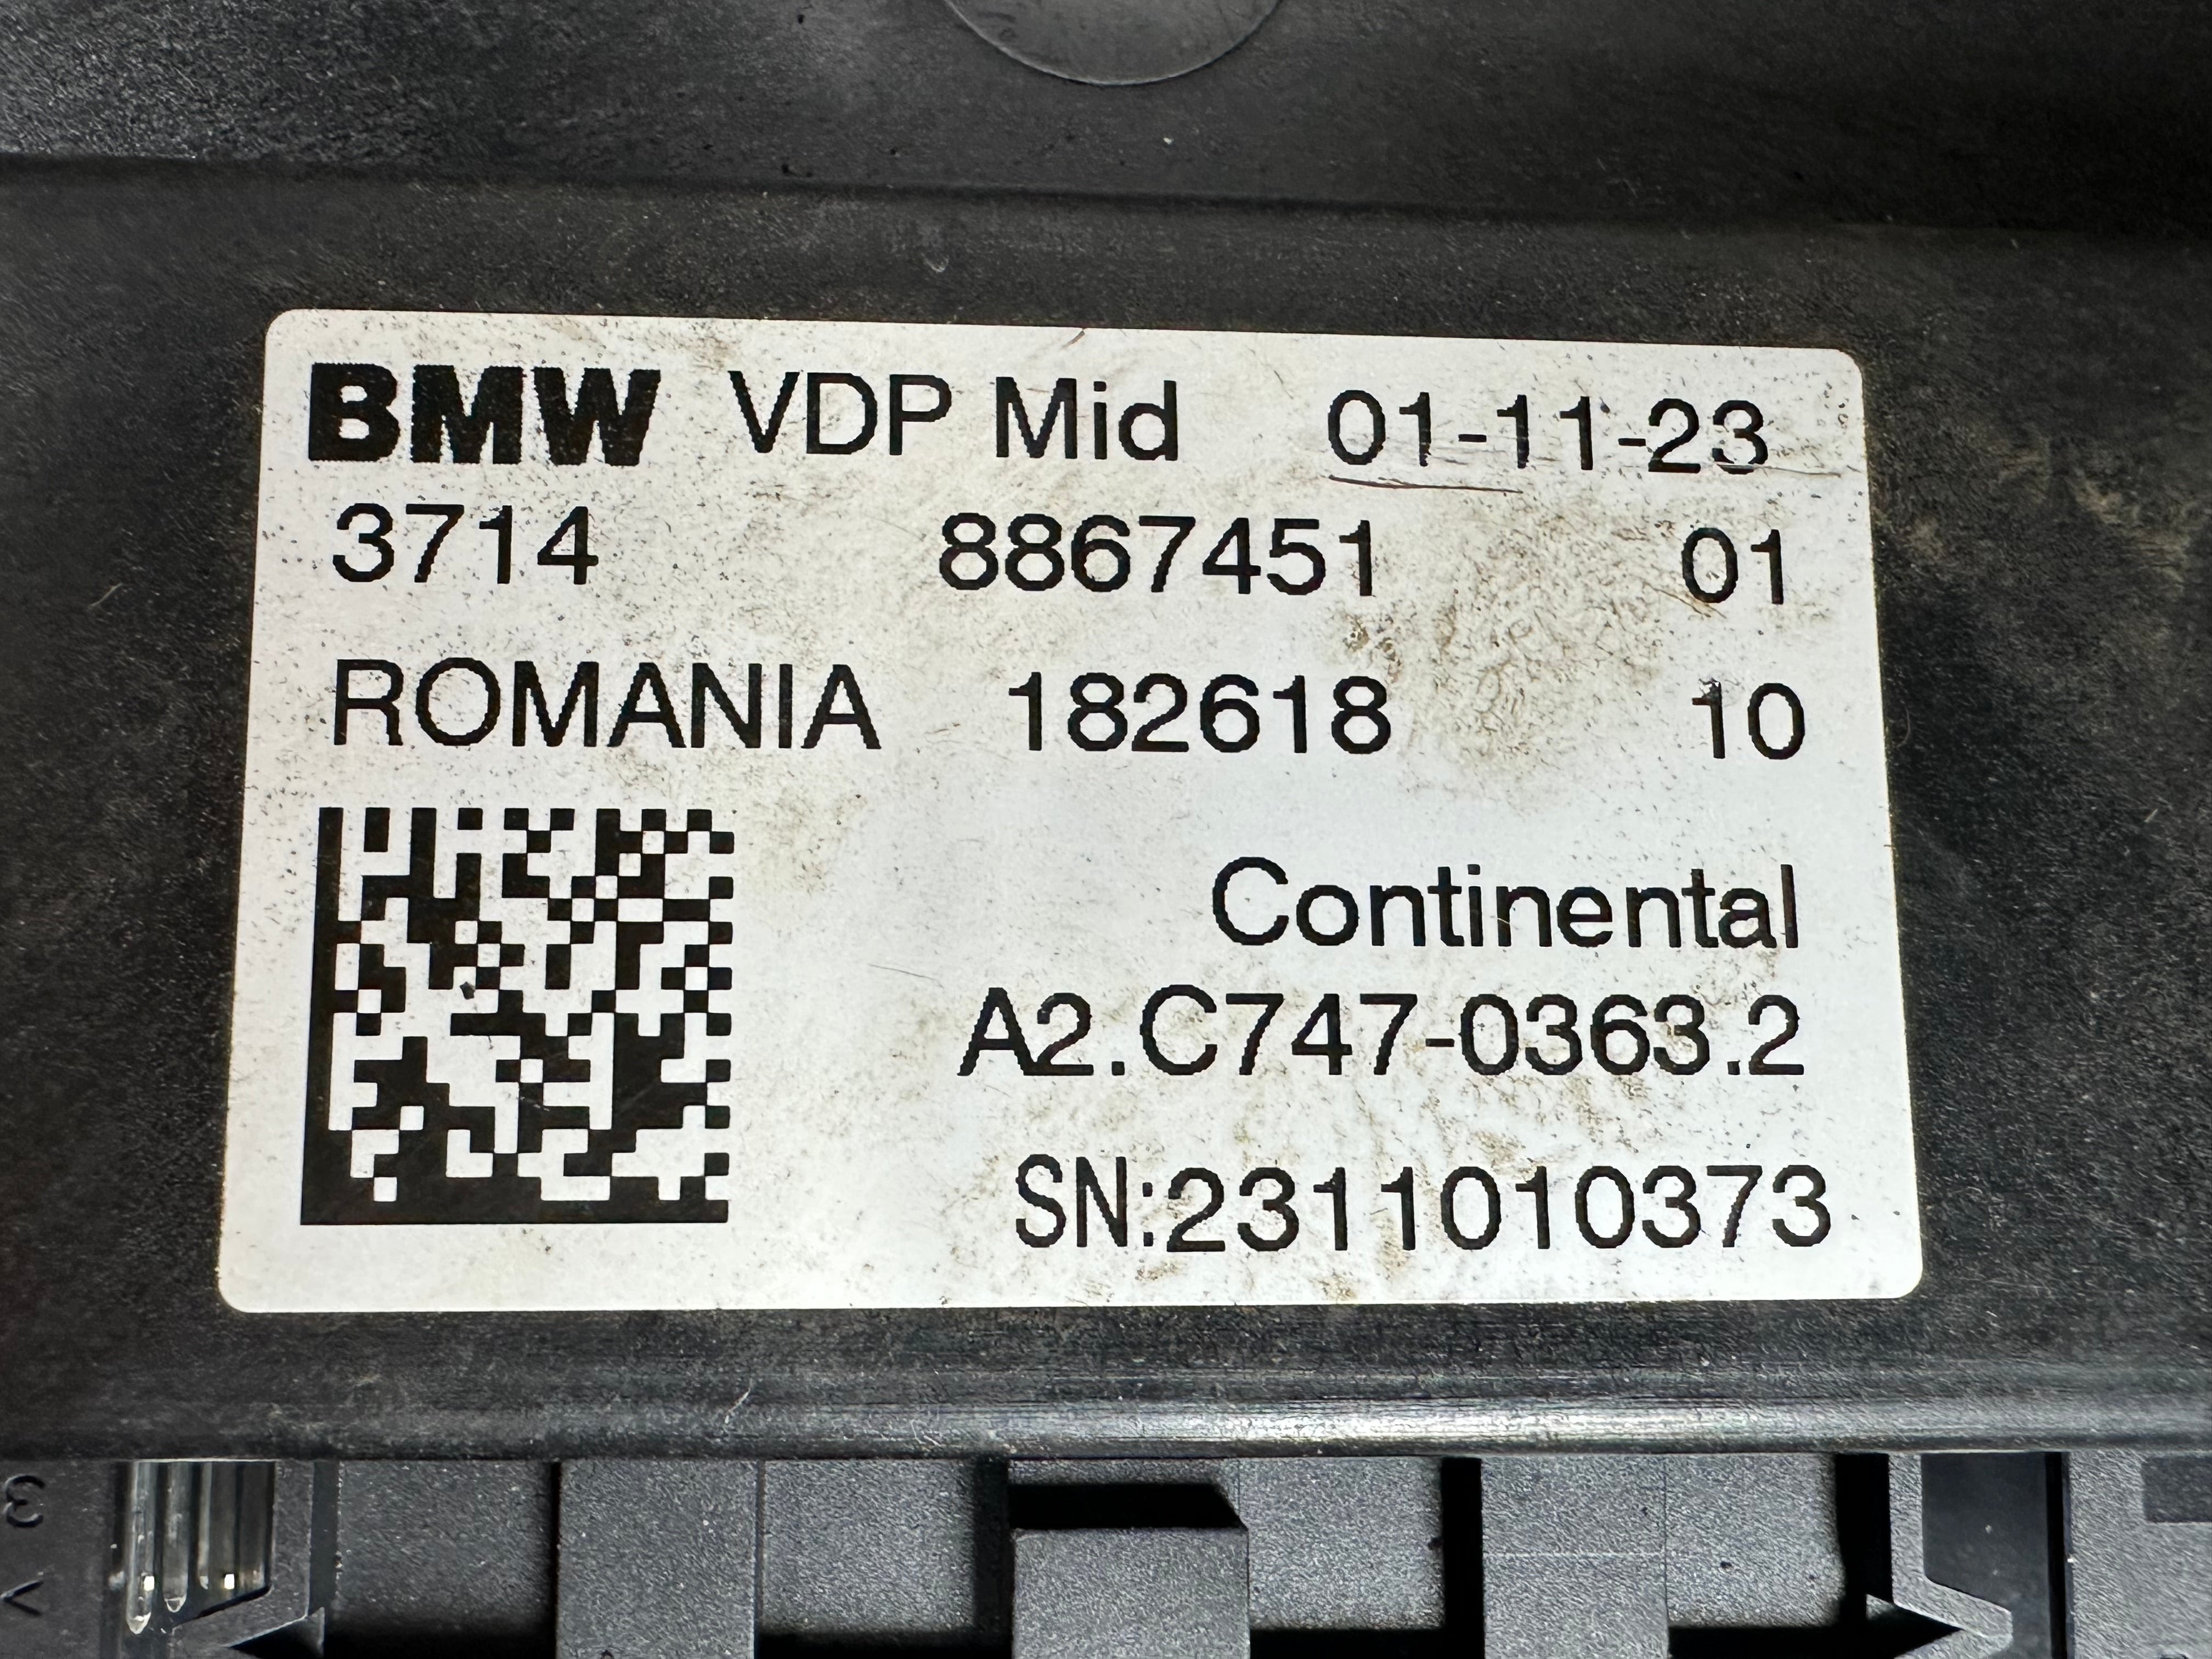 BMW VDP Mid 01-11-23
3714 8867451 01
ROMANIA 182618 10
Continental
A2.C747-0363.2
SN:2311010373
3